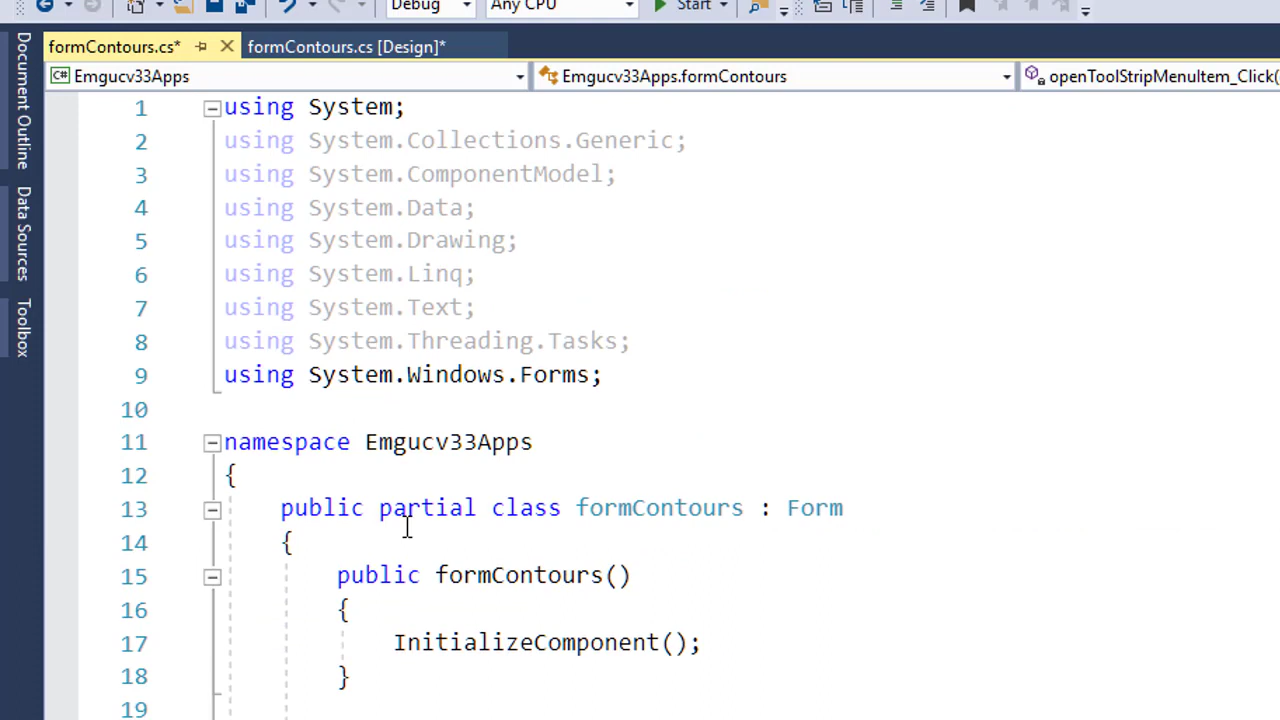 Debug Any CPU Start
formContours.cs* formContours.cs [Design]*
Emgucv33Apps Emgucv33Apps.formContours openToolStripMenuItem_Click(
Document Outline
Data Sources
Toolbox
1 using System;
2 using System.Collections.Generic;
3 using System.ComponentModel;
4 using System.Data;
5 using System.Drawing;
6 using System.Linq;
7 using System.Text;
8 using System.Threading.Tasks;
9 using System.Windows.Forms;
10
11 namespace Emgucv33Apps
12 {
13 public partial class formContours : Form
14 {
15 public formContours()
16 {
17 InitializeComponent();
18 }
19